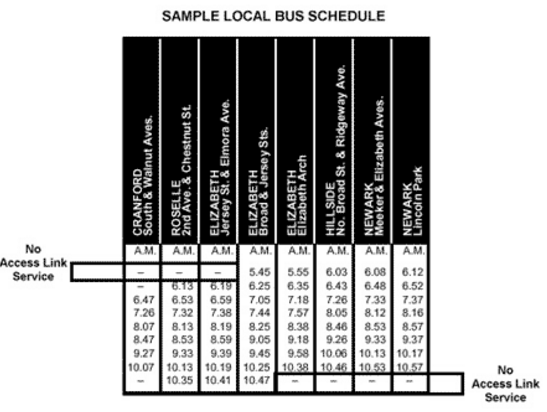 SAMPLE LOCAL BUS SCHEDULE
CRANFORD
South & Walnut Aves.
ROSELLE
2nd Ave. & Chestnut St.
ELIZABETH
Jersey St. & Elmora Ave.
ELIZABETH
Broad & Jersey Sts.
ELIZABETH
Elizabeth Arch
HILLSIDE
No. Broad St. & Ridgeway Ave.
NEWARK
Meeker & Elizabeth Aves.
NEWARK
Lincoln Park
A.M. A.M. A.M. A.M. A.M. A.M. A.M. A.M.
No
Access Link
Service
– – – 5.45 5.55 6.03 6.08 6.12
– 6.13 6.19 6.25 6.35 6.43 6.48 6.52
6.47 6.53 6.59 7.05 7.18 7.26 7.33 7.37
7.26 7.32 7.38 7.44 7.57 8.05 8.12 8.16
8.07 8.13 8.19 8.25 8.38 8.46 8.53 8.57
8.47 8.53 8.59 9.05 9.18 9.26 9.33 9.37
9.27 9.33 9.39 9.45 9.58 10.06 10.13 10.17
10.07 10.13 10.19 10.25 10.38 10.46 10.53 10.57
– 10.35 10.41 10.47 – – – –
No
Access Link
Service